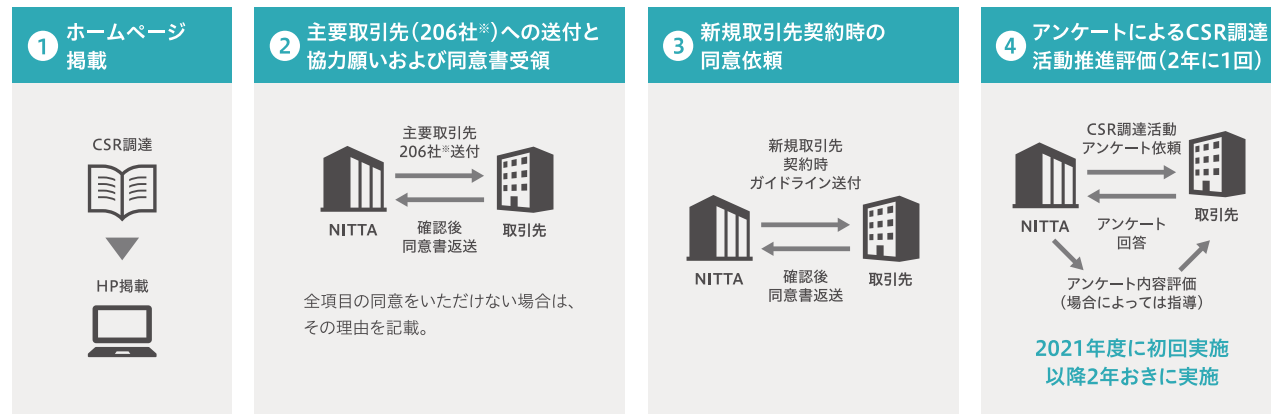 1 ホームページ
掲載
CSR調達
HP掲載
2 主要取引先(206社※)への送付と
協力願いおよび同意書受領
主要取引先
206社※送付
NITTA
取引先
確認後
同意書返送
全項目の同意をいただけない場合は、
その理由を記載。
3 新規取引先契約時の
同意依頼
新規取引先
契約時
ガイドライン送付
NITTA
取引先
確認後
同意書返送
4 アンケートによるCSR調達
活動推進評価(2年に1回)
CSR調達活動
アンケート依頼
NITTA
取引先
アンケート
回答
アンケート内容評価
(場合によっては指導)
2021年度に初回実施
以降2年おきに実施